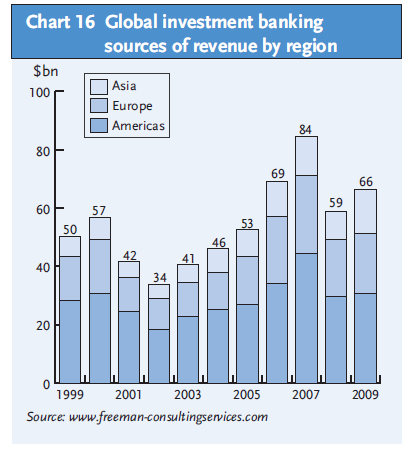 Chart 16 Global investment banking
sources of revenue by region
$bn
100
80
60
40
20
0
Asia
Europe
Americas
50
57
42
34
41
46
53
69
84
59
66
1999 2001 2003 2005 2007 2009
Source: www.freeman-consultingservices.com